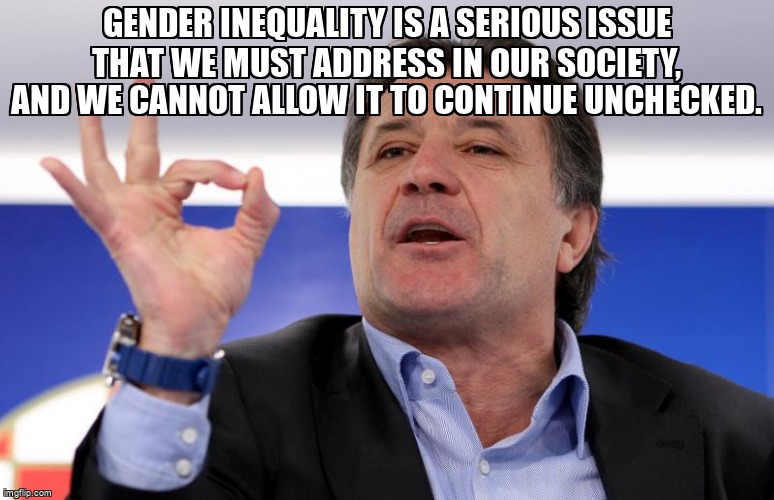 GENDER INEQUALITY IS A SERIOUS ISSUE
THAT WE MUST ADDRESS IN OUR SOCIETY,
AND WE CANNOT ALLOW IT TO CONTINUE UNCHECKED.
imgflip.com